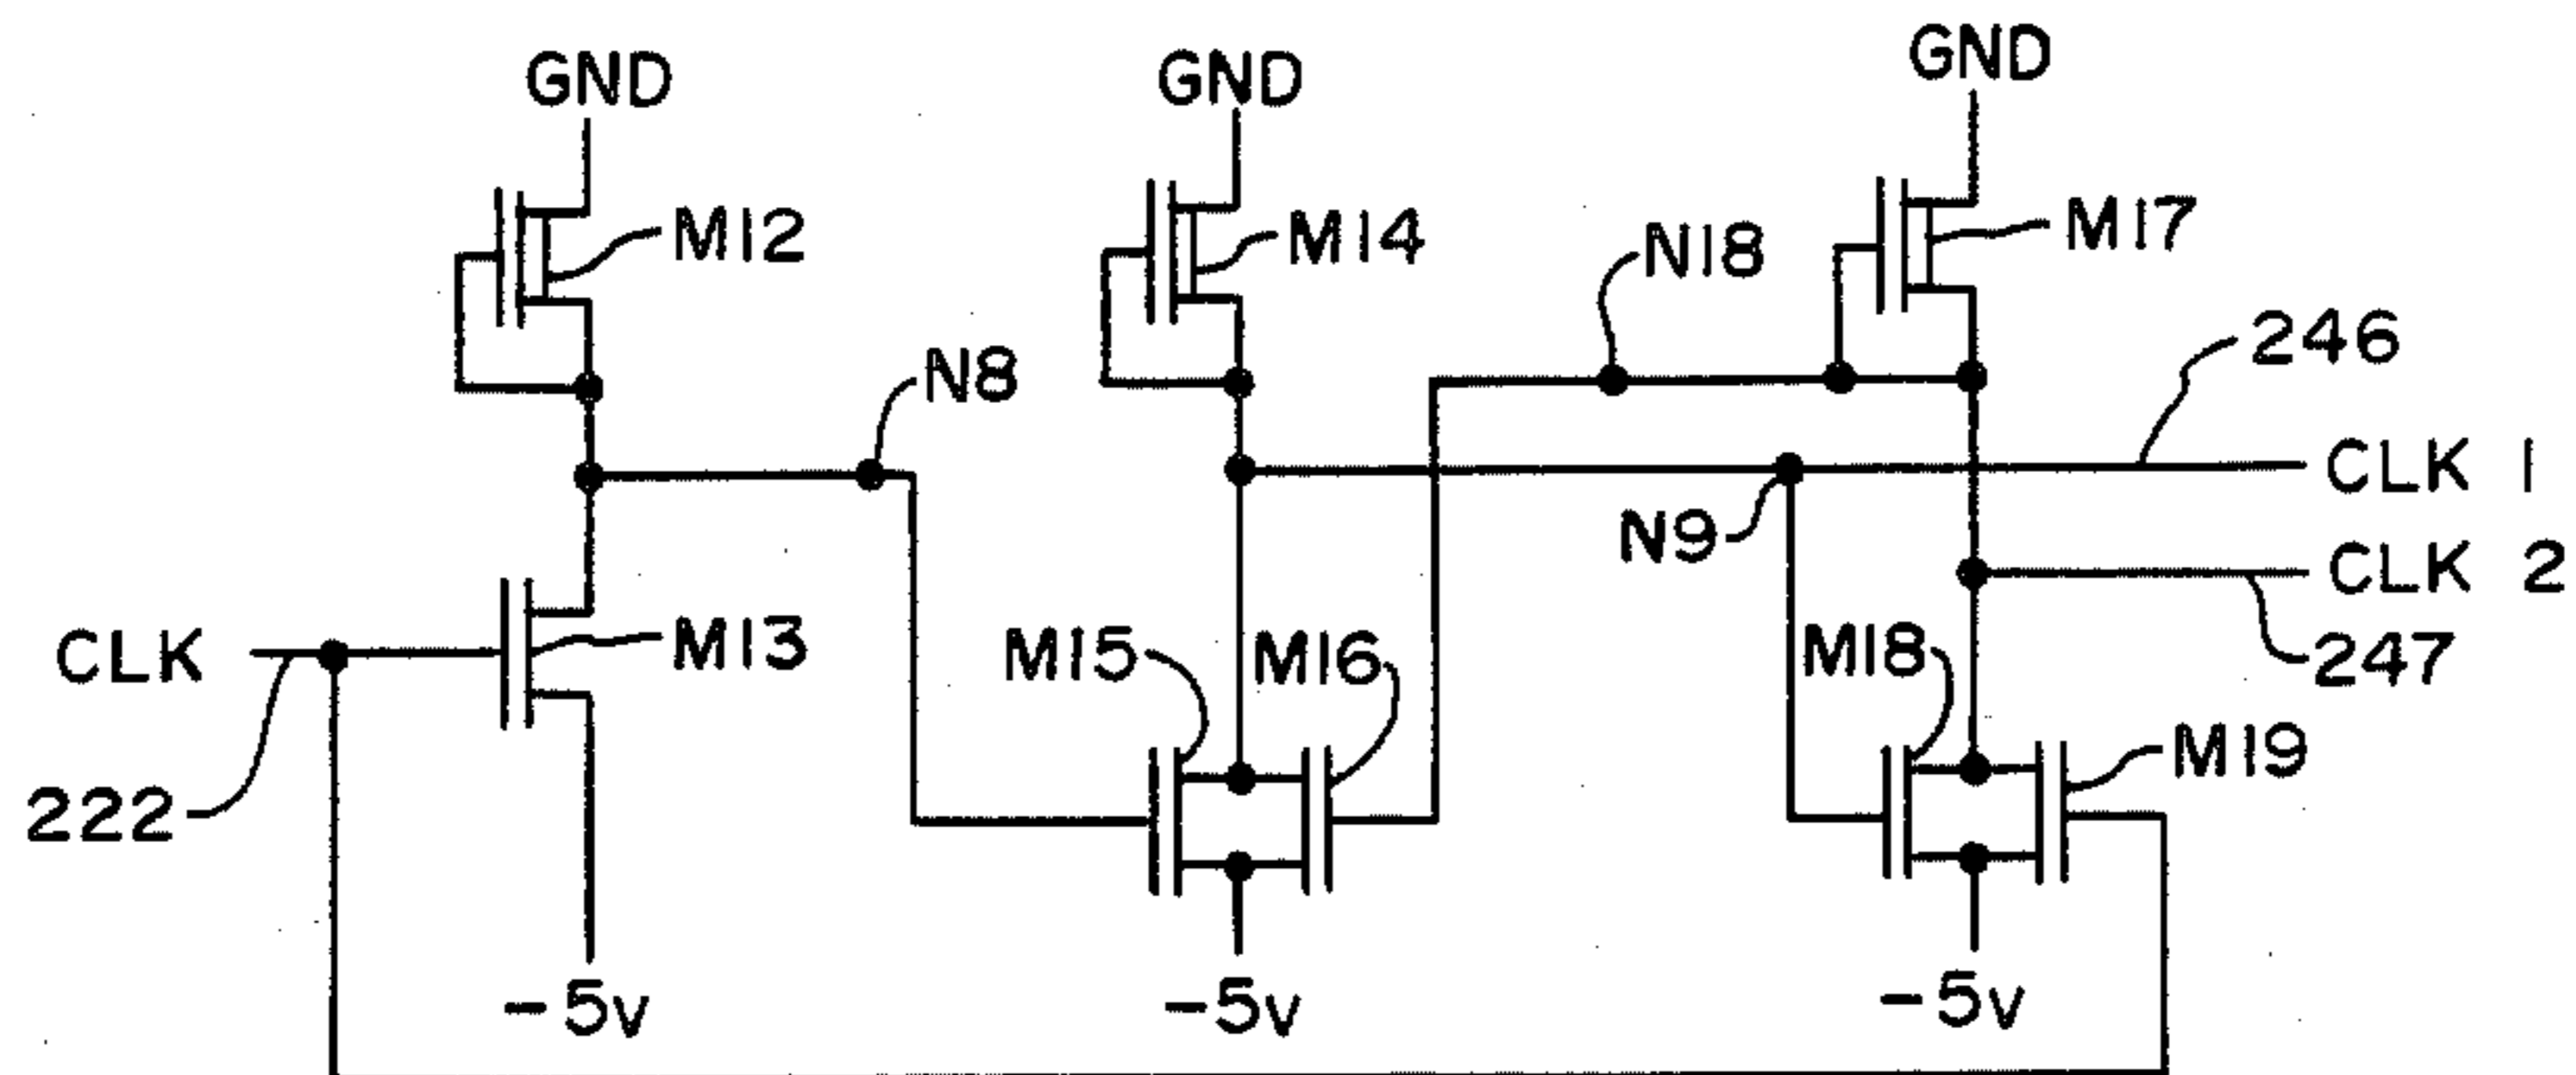 GND
GND
GND
M12
M14
N18
M17
246
N8
CLK 1
N9
CLK 2
CLK
M13
M15
M16
M18
247
222
M19
-5v
-5v
-5v